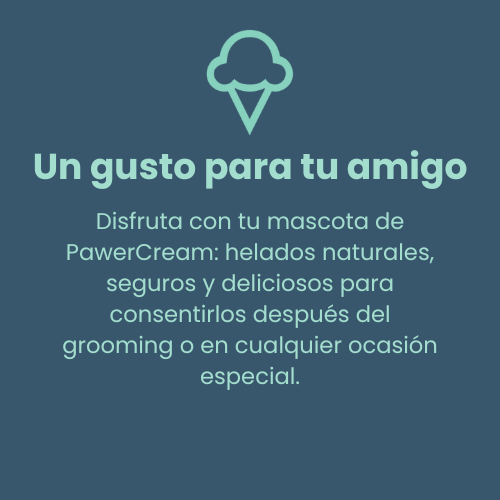 Un gusto para tu amigo
Disfruta con tu mascota de
PawerCream: helados naturales,
seguros y deliciosos para
consentirlos después del
grooming o en cualquier ocasión
especial.